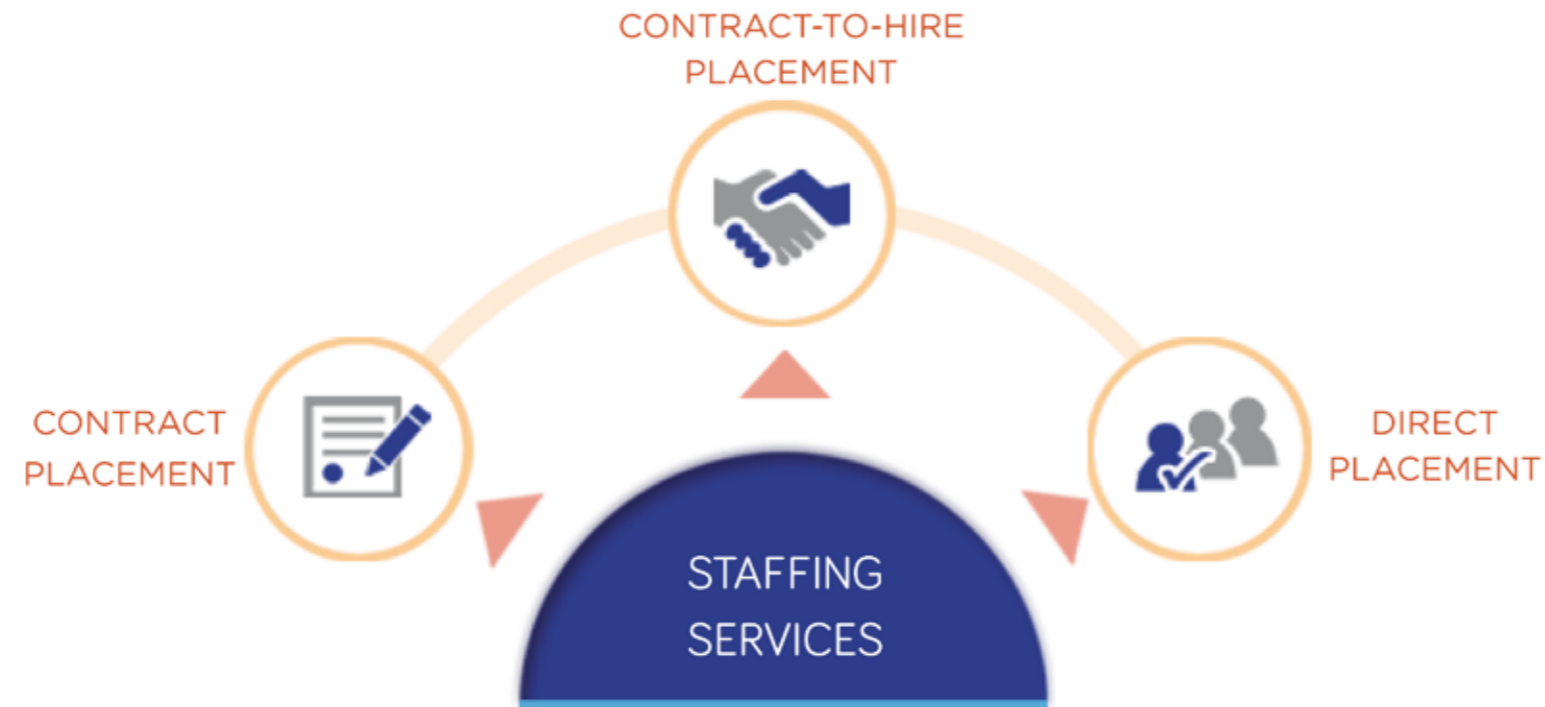 CONTRACT-TO-HIRE
PLACEMENT
CONTRACT
PLACEMENT
DIRECT
PLACEMENT
STAFFING
SERVICES